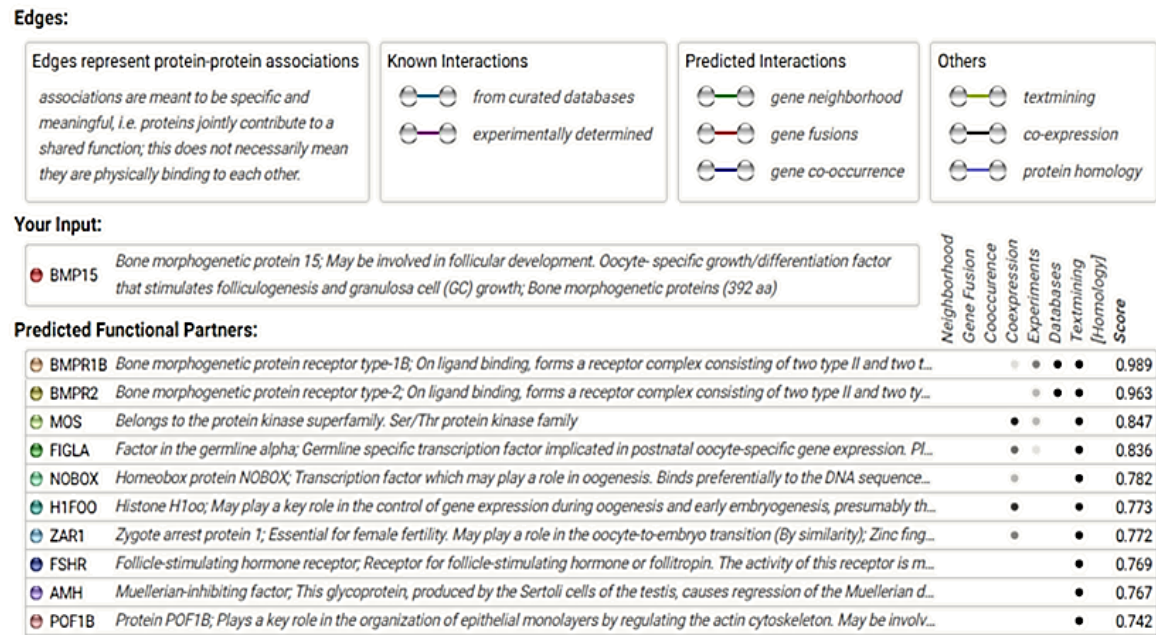 Edges:
Edges represent protein-protein associations
associations are meant to be specific and
meaningful, i.e. proteins jointly contribute to a
shared function; this does not necessarily mean
they are physically binding to each other.
Known Interactions
from curated databases
experimentally determined
Predicted Interactions
gene neighborhood
gene fusions
gene co-occurrence
Others
textmining
co-expression
protein homology
Your Input:
BMP15
Bone morphogenetic protein 15; May be involved in follicular development. Oocyte- specific growth/differentiation factor
that stimulates folliculogenesis and granulosa cell (GC) growth; Bone morphogenetic proteins (392 aa)
Neighborhood
Gene Fusion
Cooccurence
Coexpression
Experiments
Databases
Textmining
[Homology]
Score
Predicted Functional Partners:
BMPR1B Bone morphogenetic protein receptor type-1B; On ligand binding, forms a receptor complex consisting of two type II and two t... 0.989
BMPR2 Bone morphogenetic protein receptor type-2; On ligand binding, forms a receptor complex consisting of two type II and two ty... 0.963
MOS Belongs to the protein kinase superfamily. Ser/Thr protein kinase family 0.847
FIGLA Factor in the germline alpha; Germline specific transcription factor implicated in postnatal oocyte-specific gene expression. Pl... 0.836
NOBOX Homeobox protein NOBOX; Transcription factor which may play a role in oogenesis. Binds preferentially to the DNA sequence... 0.782
H1FOO Histone H1oo; May play a key role in the control of gene expression during oogenesis and early embryogenesis, presumably th... 0.773
ZAR1 Zygote arrest protein 1; Essential for female fertility. May play a role in the oocyte-to-embryo transition (By similarity); Zinc fing... 0.772
FSHR Follicle-stimulating hormone receptor; Receptor for follicle-stimulating hormone or follitropin. The activity of this receptor is m... 0.769
AMH Muellerian-inhibiting factor; This glycoprotein, produced by the Sertoli cells of the testis, causes regression of the Muellerian d... 0.767
POF1B Protein POF1B; Plays a key role in the organization of epithelial monolayers by regulating the actin cytoskeleton. May be involv... 0.742